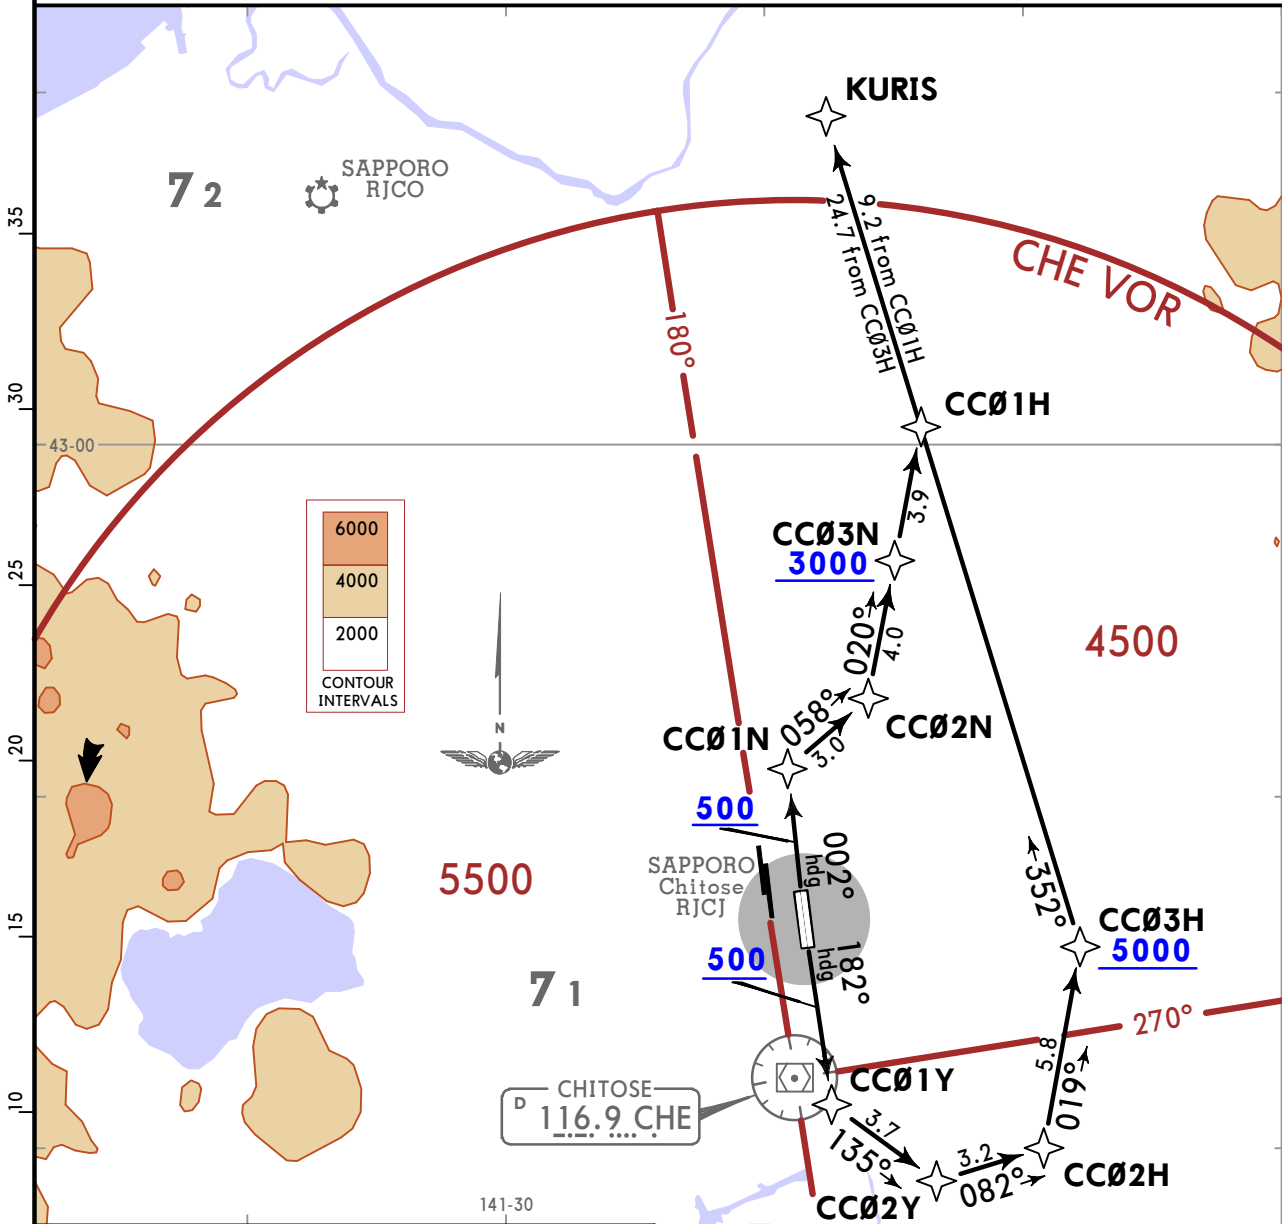 KURIS
7 2
SAPPORO
RJCO
35
9.2 from CCØ1H
24.7 from CCØ3H
CHE VOR
180°
30
CCØ1H
43-00
3.9
6000
4000
2000
CONTOUR
INTERVALS
CCØ3N
3000
25
020°
4.0
4500
N
058°
CCØ1N
3.0
CCØ2N
20
500
002°
hdg
SAPPORO
Chitose
RJCJ
5500
352°
CCØ3H
5000
15
500
182°
hdg
7 1
270°
5.8
CHITOSE
D 116.9 CHE
CCØ1Y
10
3.7
135°
019°
3.2
082°
CCØ2H
CCØ2Y
141-30